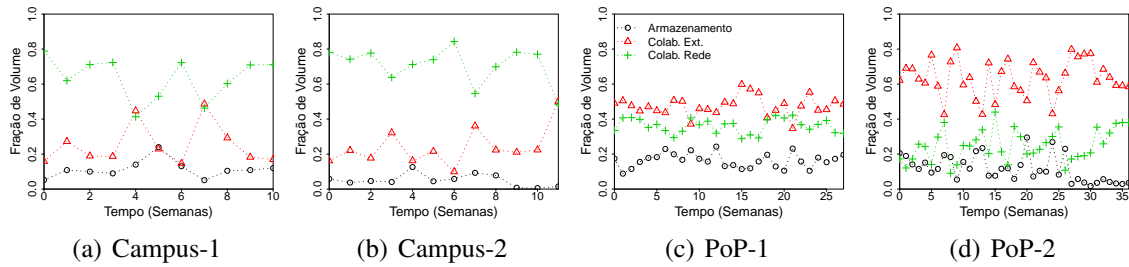 Fração de Volume
0.0 0.2 0.4 0.6 0.8 1.0
0 2 4 6 8 10
Tempo (Semanas)
(a) Campus-1
Fração de Volume
0.0 0.2 0.4 0.6 0.8 1.0
0 2 4 6 8 10
Tempo (Semanas)
(b) Campus-2
Armazenamento
Colab. Ext.
Colab. Rede
Fração de Volume
0.0 0.2 0.4 0.6 0.8 1.0
0 5 10 15 20 25
Tempo (Semanas)
(c) PoP-1
Fração de Volume
0.0 0.2 0.4 0.6 0.8 1.0
0 5 10 15 20 25 30 35
Tempo (Semanas)
(d) PoP-2